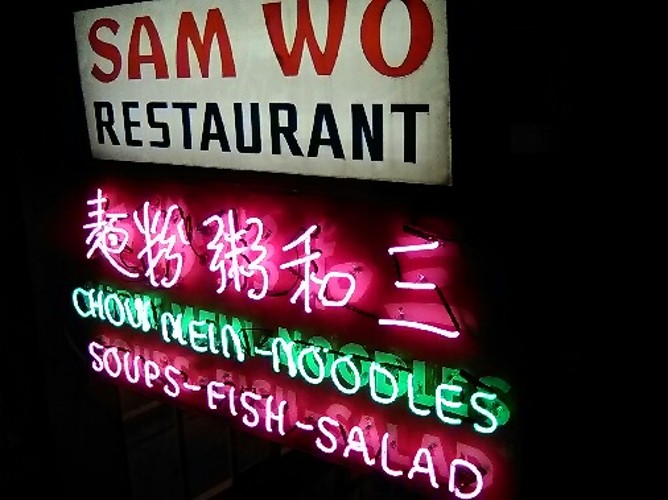 SAM WO
RESTAURANT
麵粉粥和三
CHOW MEIN-NOODLES
SOUPS-FISH-SALAD